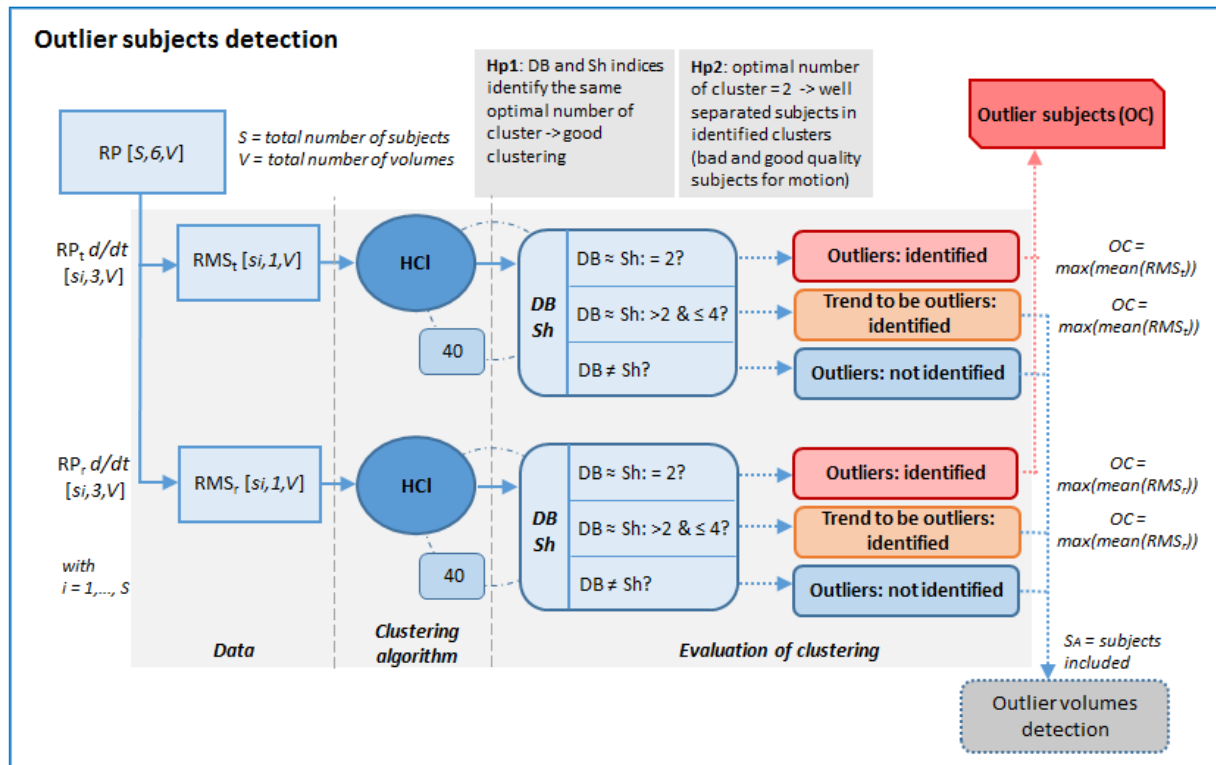 Outlier subjects detection
Hp1: DB and Sh indices
identify the same
optimal number of
cluster -> good
clustering
Hp2: optimal number
of cluster = 2 -> well
separated subjects in
identified clusters
(bad and good quality
subjects for motion)
Outlier subjects (OC)
RP [S,6,V]
S = total number of subjects
V = total number of volumes
RPt d/dt
[si,3,V]
RMSt [si,1,V]
HCl
40
DB
Sh
DB ≈ Sh: = 2?
DB ≈ Sh: >2 & ≤ 4?
DB ≠ Sh?
Outliers: identified
Trend to be outliers:
identified
Outliers: not identified
OC =
max(mean(RMSt))
OC =
max(mean(RMSt))
RPr d/dt
[si,3,V]
RMSr [si,1,V]
HCl
40
DB
Sh
DB ≈ Sh: = 2?
DB ≈ Sh: >2 & ≤ 4?
DB ≠ Sh?
Outliers: identified
Trend to be outliers:
identified
Outliers: not identified
OC =
max(mean(RMSr))
OC =
max(mean(RMSr))
with
i = 1,..., S
Data
Clustering
algorithm
Evaluation of clustering
SA = subjects
included
Outlier volumes
detection